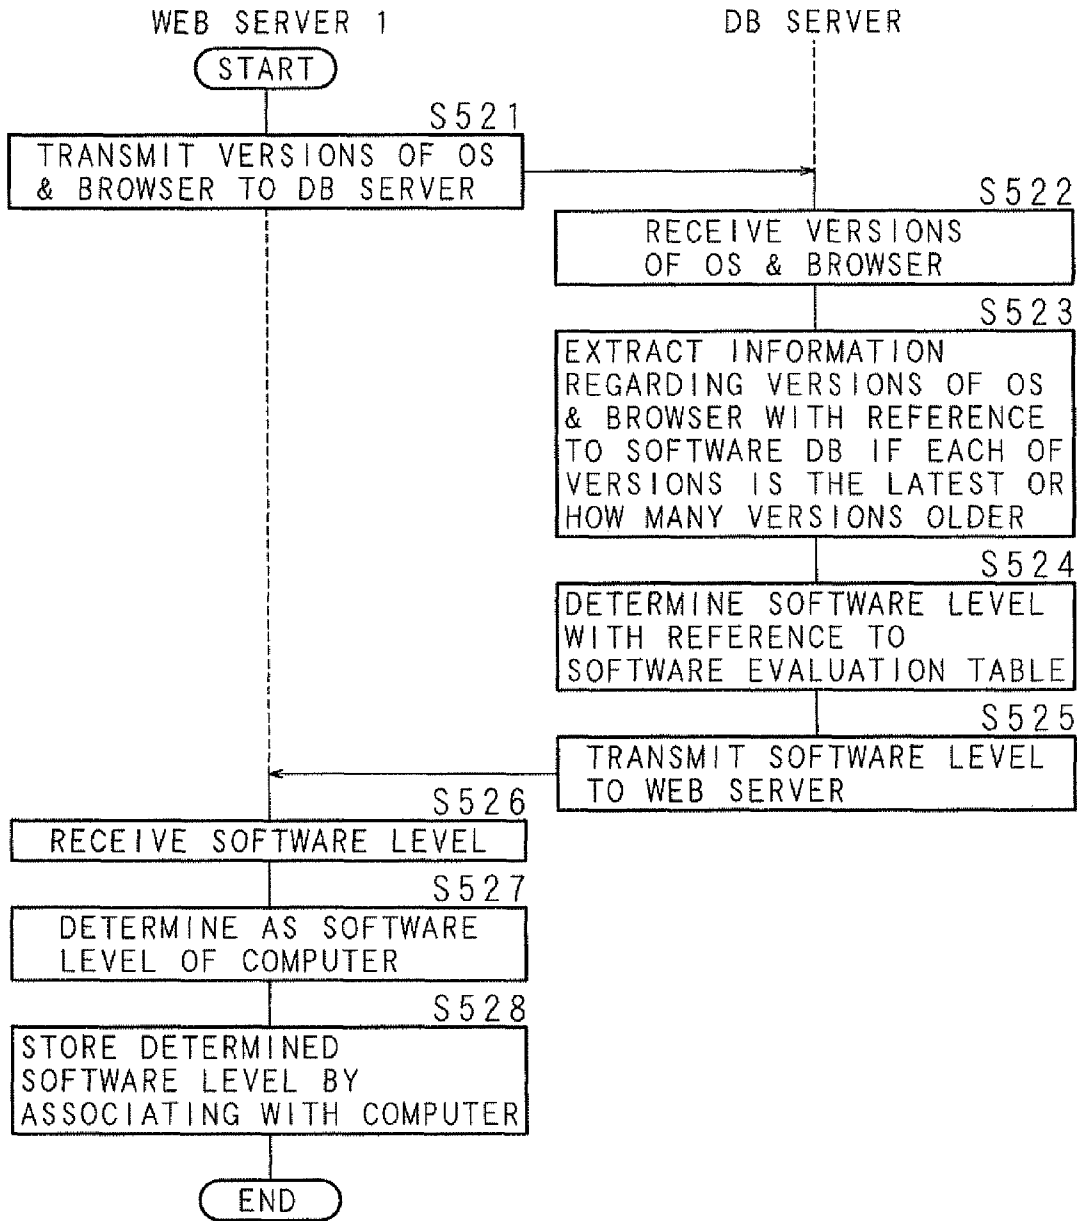 WEB SERVER 1
DB SERVER
START
S521
TRANSMIT VERSIONS OF OS
& BROWSER TO DB SERVER
S522
RECEIVE VERSIONS
OF OS & BROWSER
S523
EXTRACT INFORMATION
REGARDING VERSIONS OF OS
& BROWSER WITH REFERENCE
TO SOFTWARE DB IF EACH OF
VERSIONS IS THE LATEST OR
HOW MANY VERSIONS OLDER
S524
DETERMINE SOFTWARE LEVEL
WITH REFERENCE TO
SOFTWARE EVALUATION TABLE
S525
TRANSMIT SOFTWARE LEVEL
TO WEB SERVER
S526
RECEIVE SOFTWARE LEVEL
S527
DETERMINE AS SOFTWARE
LEVEL OF COMPUTER
S528
STORE DETERMINED
SOFTWARE LEVEL BY
ASSOCIATING WITH COMPUTER
END